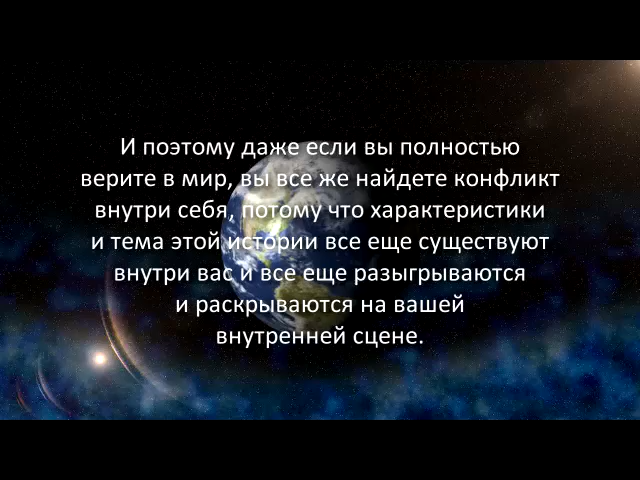 И поэтому даже если вы полностью
верите в мир, вы все же найдете конфликт
внутри себя, потому что характеристики
и тема этой истории все еще существуют
внутри вас и все еще разыгрываются
и раскрываются на вашей
внутренней сцене.